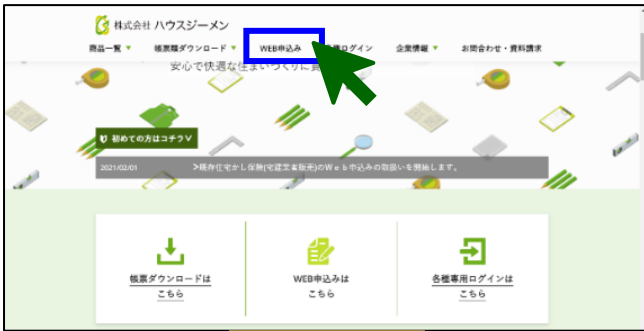 株式会社 ハウスジーメン
商品一覧 ▼ 帳票類ダウンロード ▼ WEB申込み ログイン 企業情報 ▼ お問合わせ・資料請求
安心で快適な住まいづくりに貢
初めての方はコチラ∨
2021/02/01 >既存住宅かし保険(宅建業者販売)のWeb申込みの取扱いを開始します。
帳票ダウンロードは
こちら
WEB申込みは
こちら
各種専用ログインは
こちら